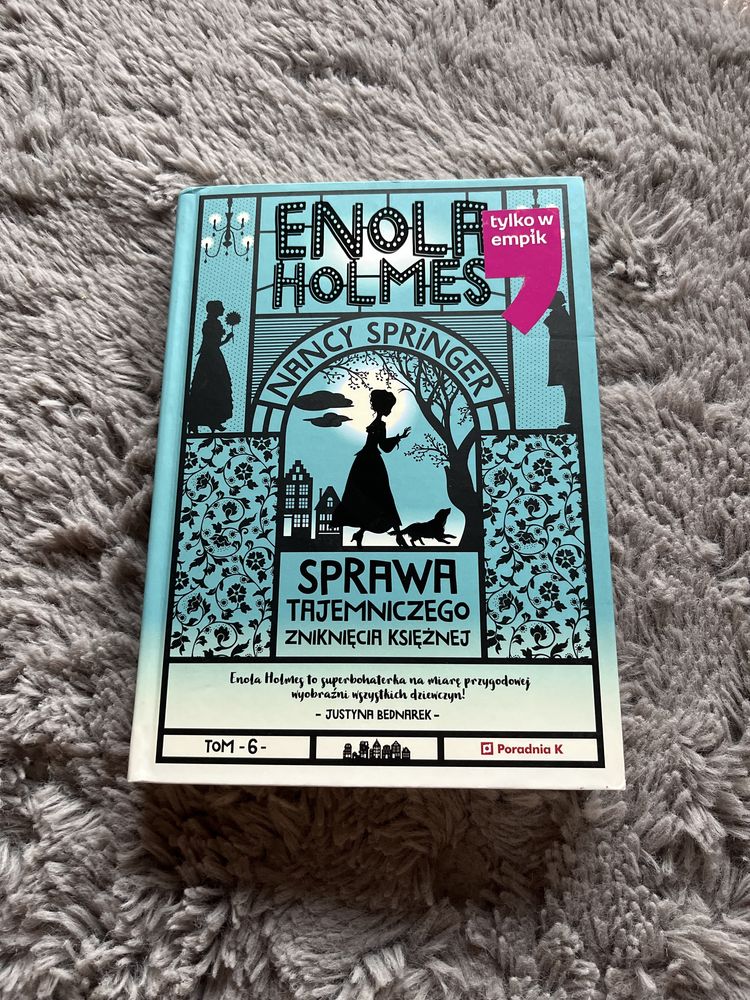 ENOLA
HOLMES
tylko w
empik
NANCY SPRiNGER
SPRAWA
TAJEMNICZEGO
ZNIKNIĘCIA KSIĘŻNEJ
Enola Holmes to superbohaterka na miarę przygodowej
wyobraźni wszystkich dziewczyn!
- JUSTYNA BEDNAREK -
TOM - 6 -
Poradnia K